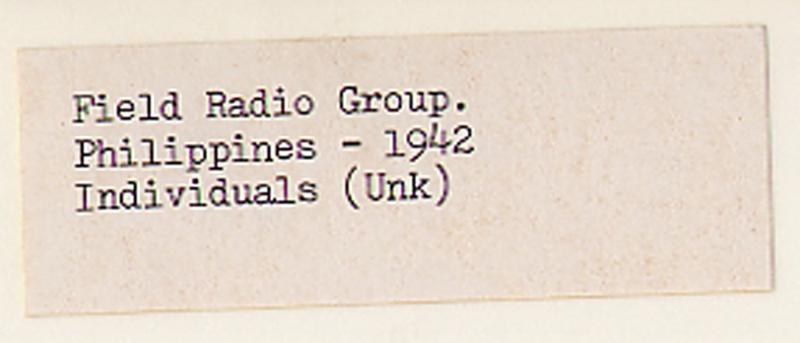 Field Radio Group.
Philippines - 1942
Individuals (Unk)